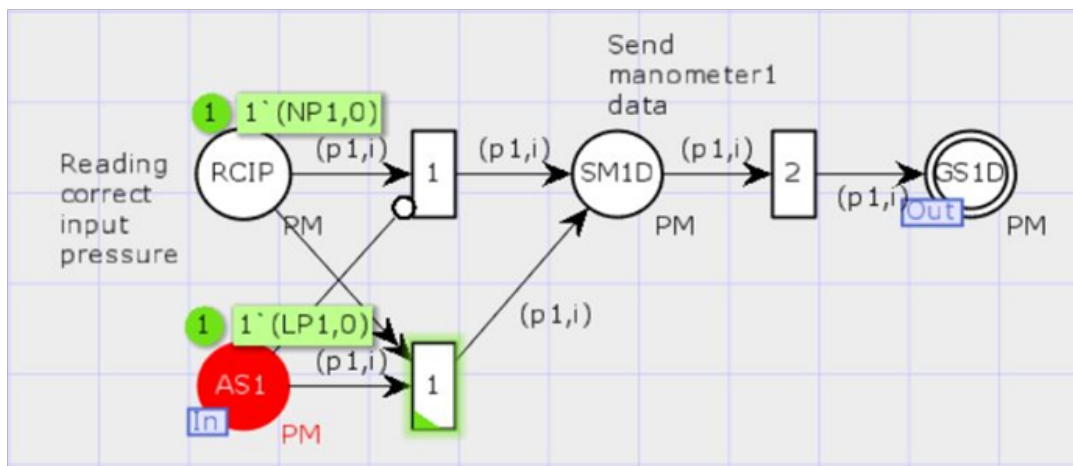 Send
manometer1
data
1 1`(NP1,0)
(p1,i) (p1,i) (p1,i)
Reading
correct
input
pressure
RCIP 1 SM1D 2 GS1D
(p1,i) Out
PM PM PM
1 1`(LP1,0)
(p1,i)
(p1,i)
AS1 1
In
PM